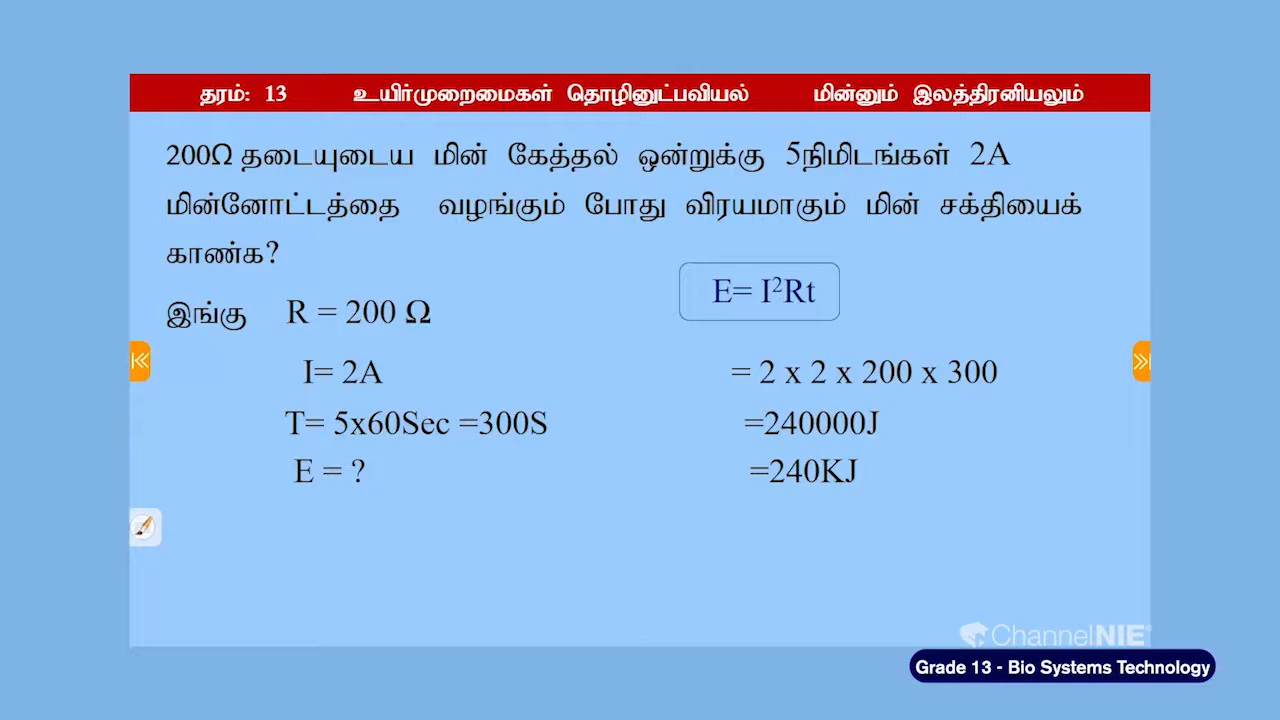 தரம்: 13 உயிர்முறைமைகள் தொழினுட்பவியல் மின்னும் இலத்திரனியலும்
200Ω தடையுடைய மின் கேத்தல் ஒன்றுக்கு 5நிமிடங்கள் 2A
மின்னோட்டத்தை வழங்கும் போது விரயமாகும் மின் சக்தியைக்
காண்க?
E= I²Rt
இங்கு R = 200 Ω
I= 2A = 2 x 2 x 200 x 300
T= 5x60Sec =300S =240000J
E = ? =240KJ
ChannelNIE
Grade 13 - Bio Systems Technology